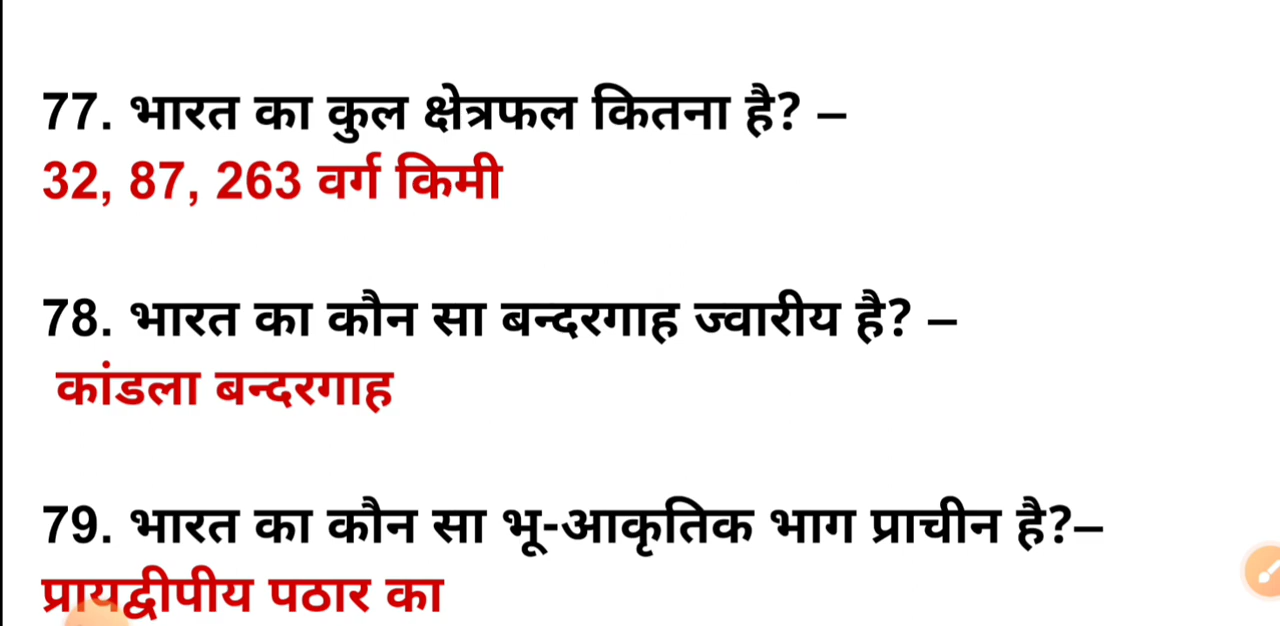 77. भारत का कुल क्षेत्रफल कितना है? –
32, 87, 263 वर्ग किमी
78. भारत का कौन सा बन्दरगाह ज्वारीय है? –
कांडला बन्दरगाह
79. भारत का कौन सा भू-आकृतिक भाग प्राचीन है?–
प्रायद्वीपीय पठार का